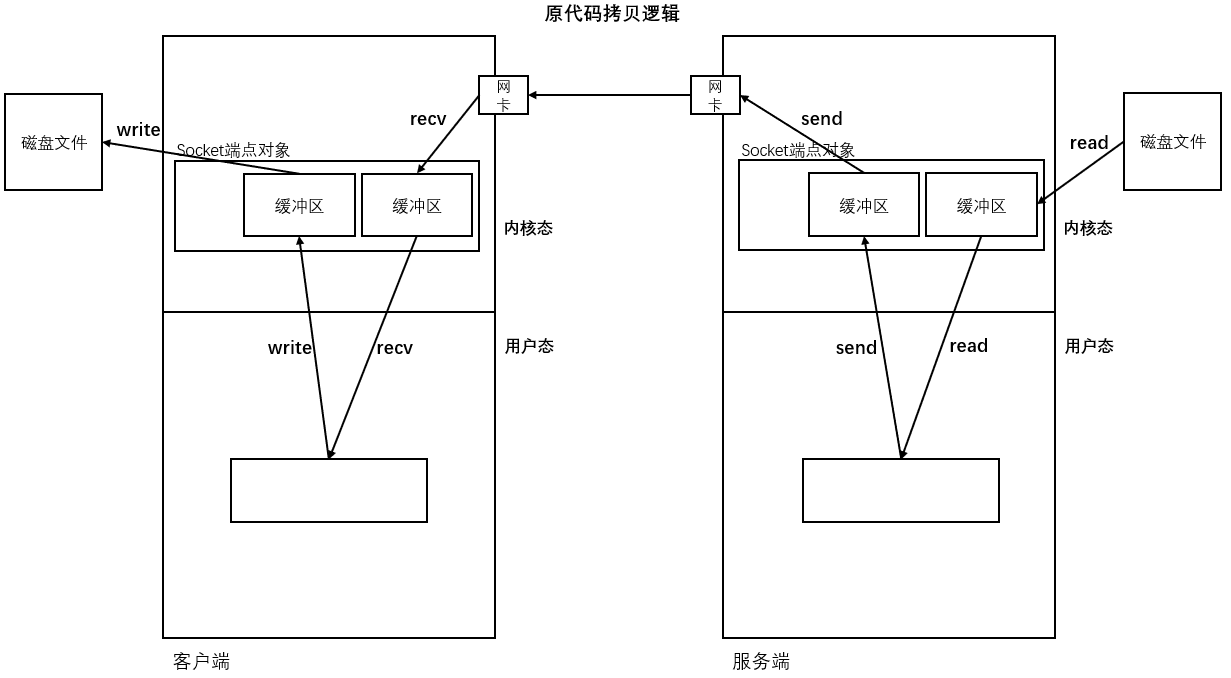 原代码拷贝逻辑
网
卡
网
卡
recv
send
write
read
磁盘文件
磁盘文件
Socket端点对象
Socket端点对象
缓冲区
缓冲区
缓冲区
缓冲区
内核态
内核态
write
recv
用户态
send
read
用户态
客户端
服务端